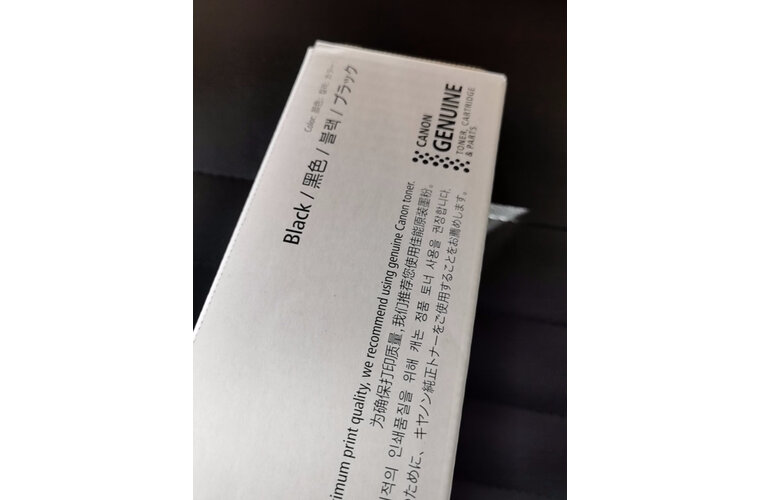 Color: 颜色: 칼라: カラー
Black / 黑色 / 블랙 / ブラック
CANON
GENUINE
TONER, CARTRIDGE
& PARTS
imum print quality, we recommend using genuine Canon toner.
为确保打印质量,我们推荐您使用佳能原装墨粉。
적의 인쇄품질을 위해 캐논 정품 토너 사용을 권장합니다.
のために、キヤノン純正トナーをご使用することをお薦めします。